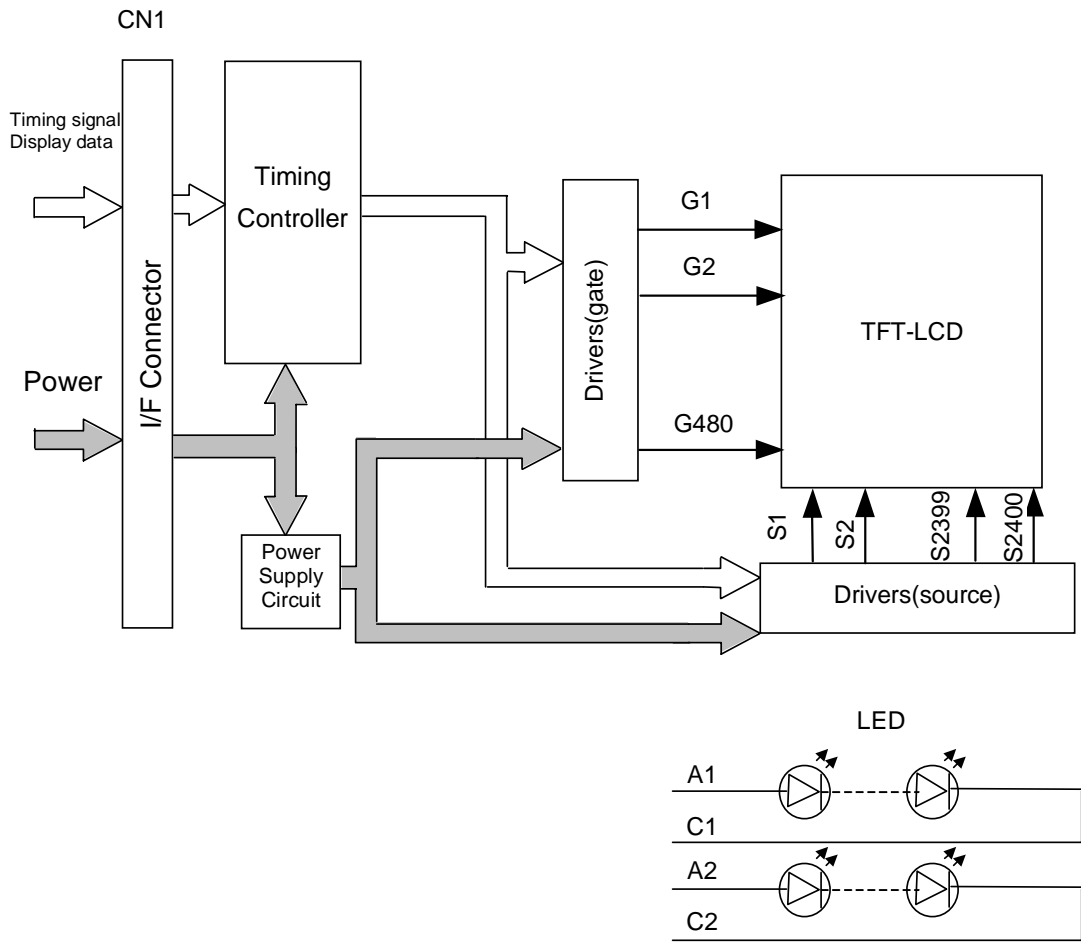 CN1
Timing signal
Display data
Power
I/F Connector
Timing
Controller
Power
Supply
Circuit
Drivers(gate)
G1
G2
G480
TFT-LCD
S1
S2
S2399
S2400
Drivers(source)
LED
A1
C1
A2
C2